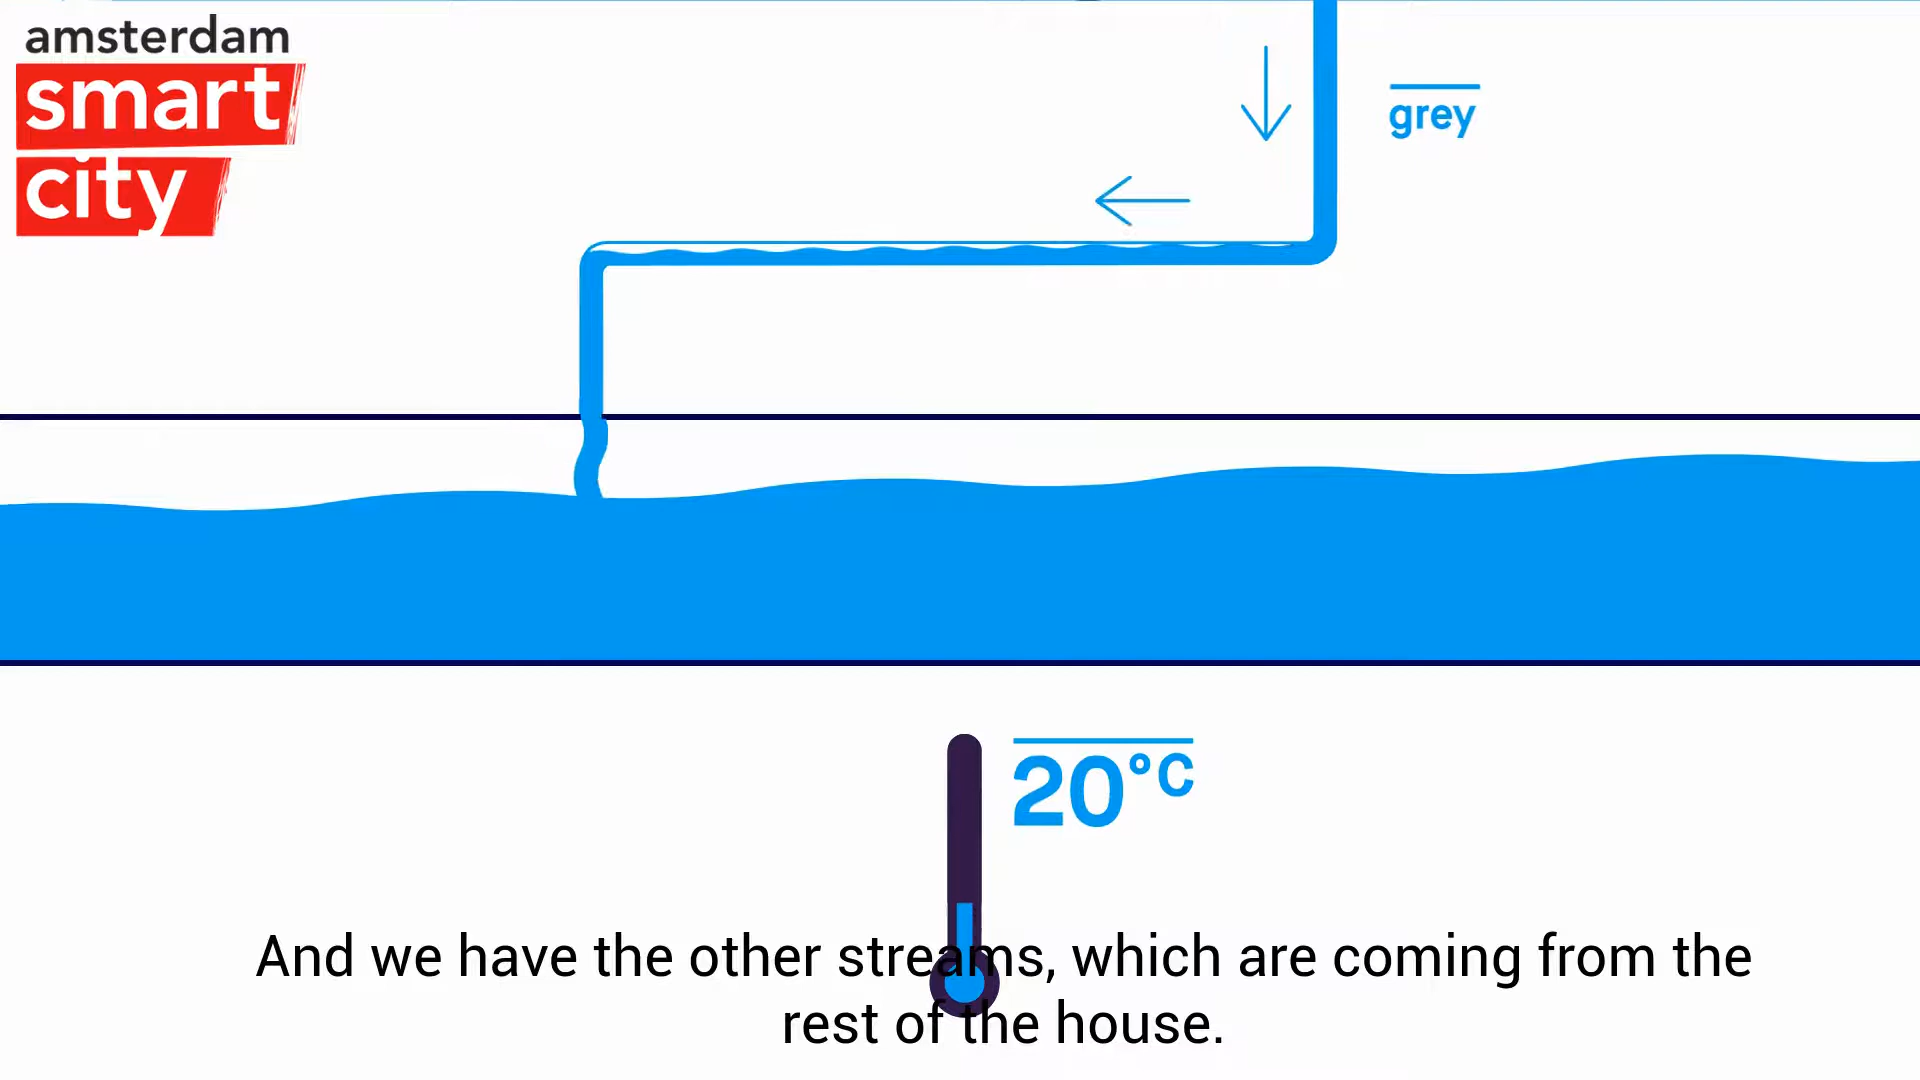 amsterdam
smart
city
grey
20°C
And we have the other streams, which are coming from the
rest of the house.